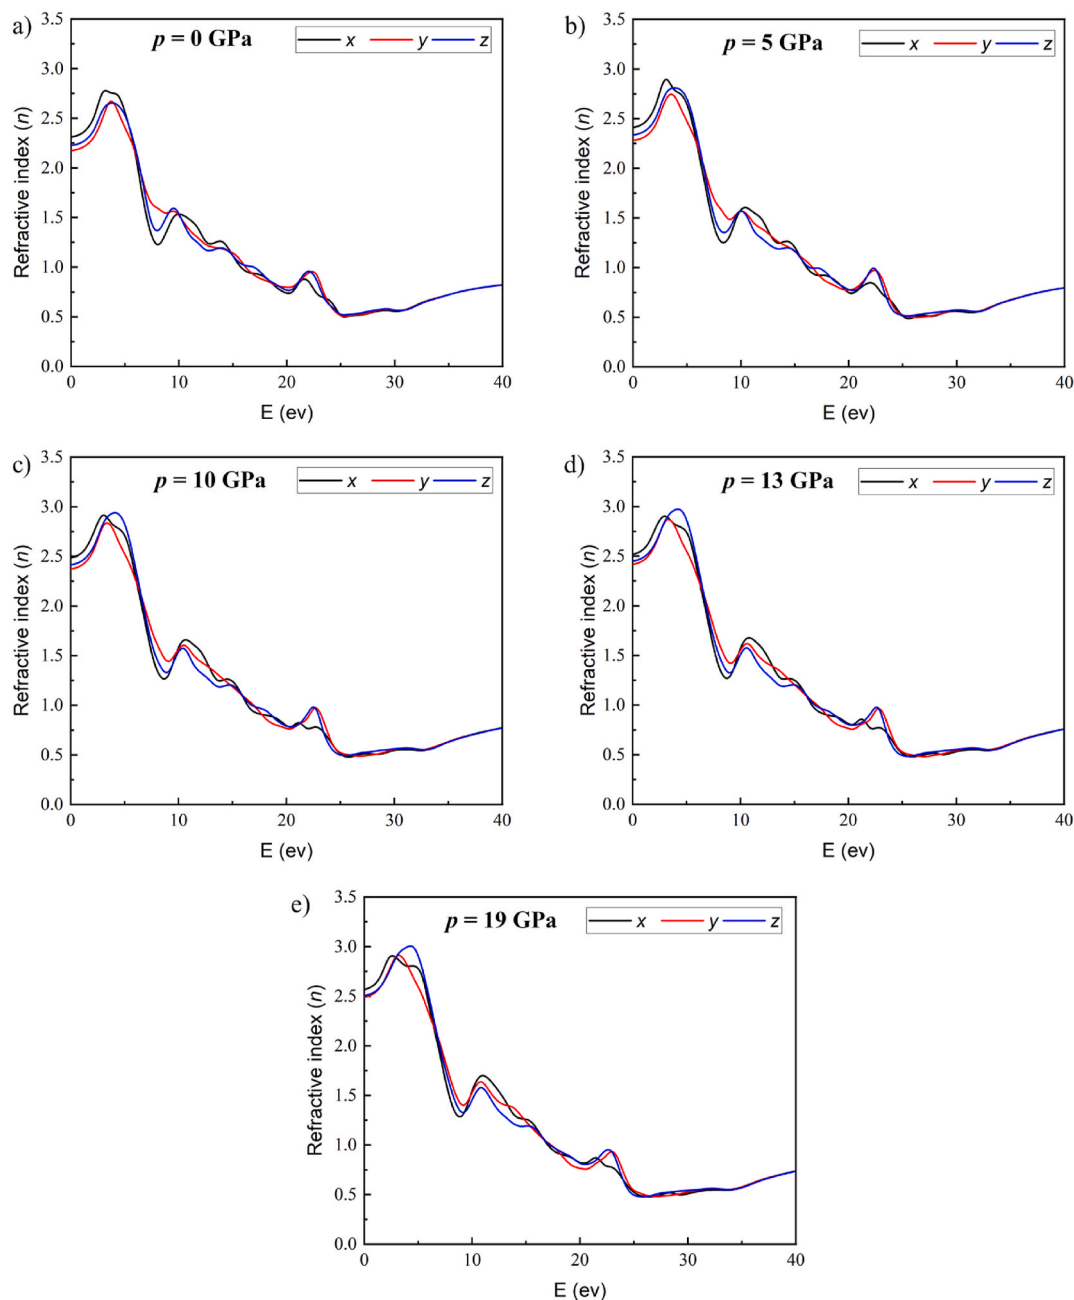 a)
p = 0 GPa
x y z
Refractive index (n)
3.5
3.0
2.5
2.0
1.5
1.0
0.5
0.0
0 10 20 30 40
E (ev)
b)
p = 5 GPa
x y z
Refractive index (n)
3.5
3.0
2.5
2.0
1.5
1.0
0.5
0.0
0 10 20 30 40
E (ev)
c)
p = 10 GPa
x y z
Refractive index (n)
3.5
3.0
2.5
2.0
1.5
1.0
0.5
0.0
0 10 20 30 40
E (ev)
d)
p = 13 GPa
x y z
Refractive index (n)
3.5
3.0
2.5
2.0
1.5
1.0
0.5
0.0
0 10 20 30 40
E (ev)
e)
p = 19 GPa
x y z
Refractive index (n)
3.5
3.0
2.5
2.0
1.5
1.0
0.5
0.0
0 10 20 30 40
E (ev)